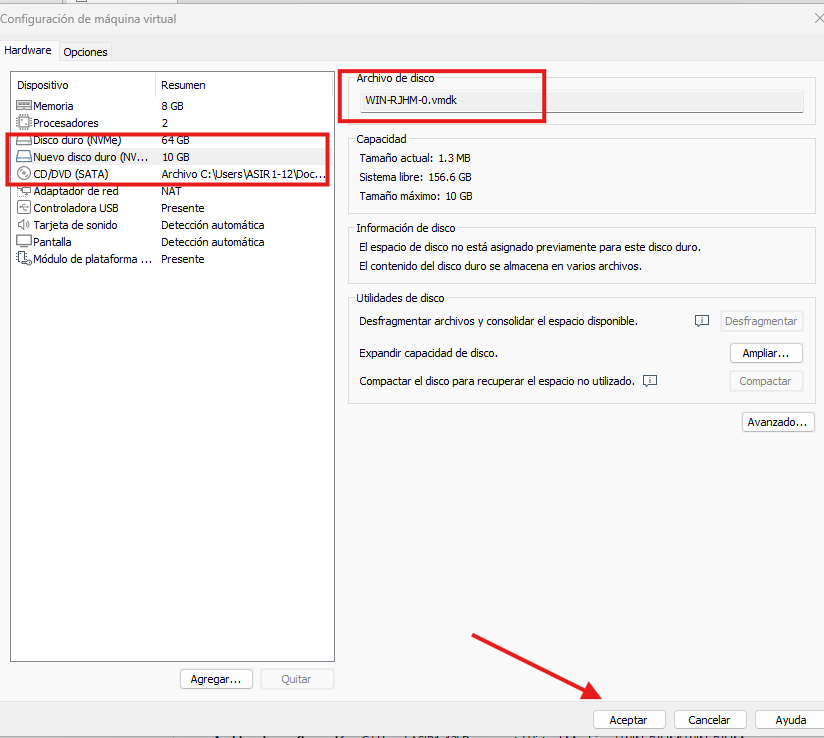 Configuración de máquina virtual
Hardware Opciones
Dispositivo Resumen
Memoria 8 GB
Procesadores 2
Disco duro (NVMe) 64 GB
Nuevo disco duro (NV... 10 GB
CD/DVD (SATA) Archivo C:\Users\ASIR1-12\Doc...
Adaptador de red NAT
Controladora USB Presente
Tarjeta de sonido Detección automática
Pantalla Detección automática
Módulo de plataforma ... Presente
Agregar... Quitar
Archivo de disco
WIN-RJHM-0.vmdk
Capacidad
Tamaño actual: 1.3 MB
Sistema libre: 156.6 GB
Tamaño máximo: 10 GB
Información de disco
El espacio de disco no está asignado previamente para este disco duro.
El contenido del disco duro se almacena en varios archivos.
Utilidades de disco
Desfragmentar archivos y consolidar el espacio disponible. Desfragmentar
Expandir capacidad de disco. Ampliar...
Compactar el disco para recuperar el espacio no utilizado. Compactar
Avanzado...
Aceptar Cancelar Ayuda